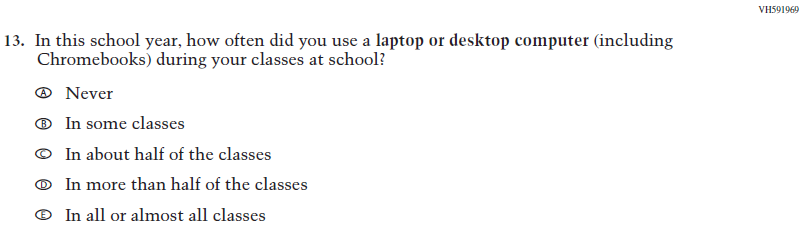 VH591969
13. In this school year, how often did you use a laptop or desktop computer (including
Chromebooks) during your classes at school?
A Never
B In some classes
C In about half of the classes
D In more than half of the classes
E In all or almost all classes